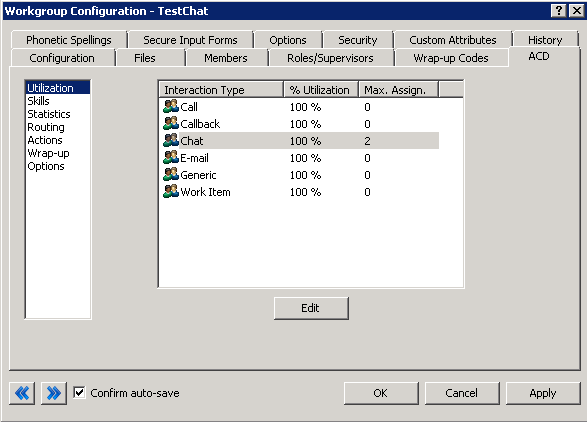 Workgroup Configuration - TestChat
Phonetic Spellings Secure Input Forms Options Security Custom Attributes History
Configuration Files Members Roles/Supervisors Wrap-up Codes ACD
Utilization
Skills
Statistics
Routing
Actions
Wrap-up
Options
Interaction Type % Utilization Max. Assign.
Call 100 % 0
Callback 100 % 0
Chat 100 % 2
E-mail 100 % 0
Generic 100 % 0
Work Item 100 % 0
Edit
Confirm auto-save OK Cancel Apply